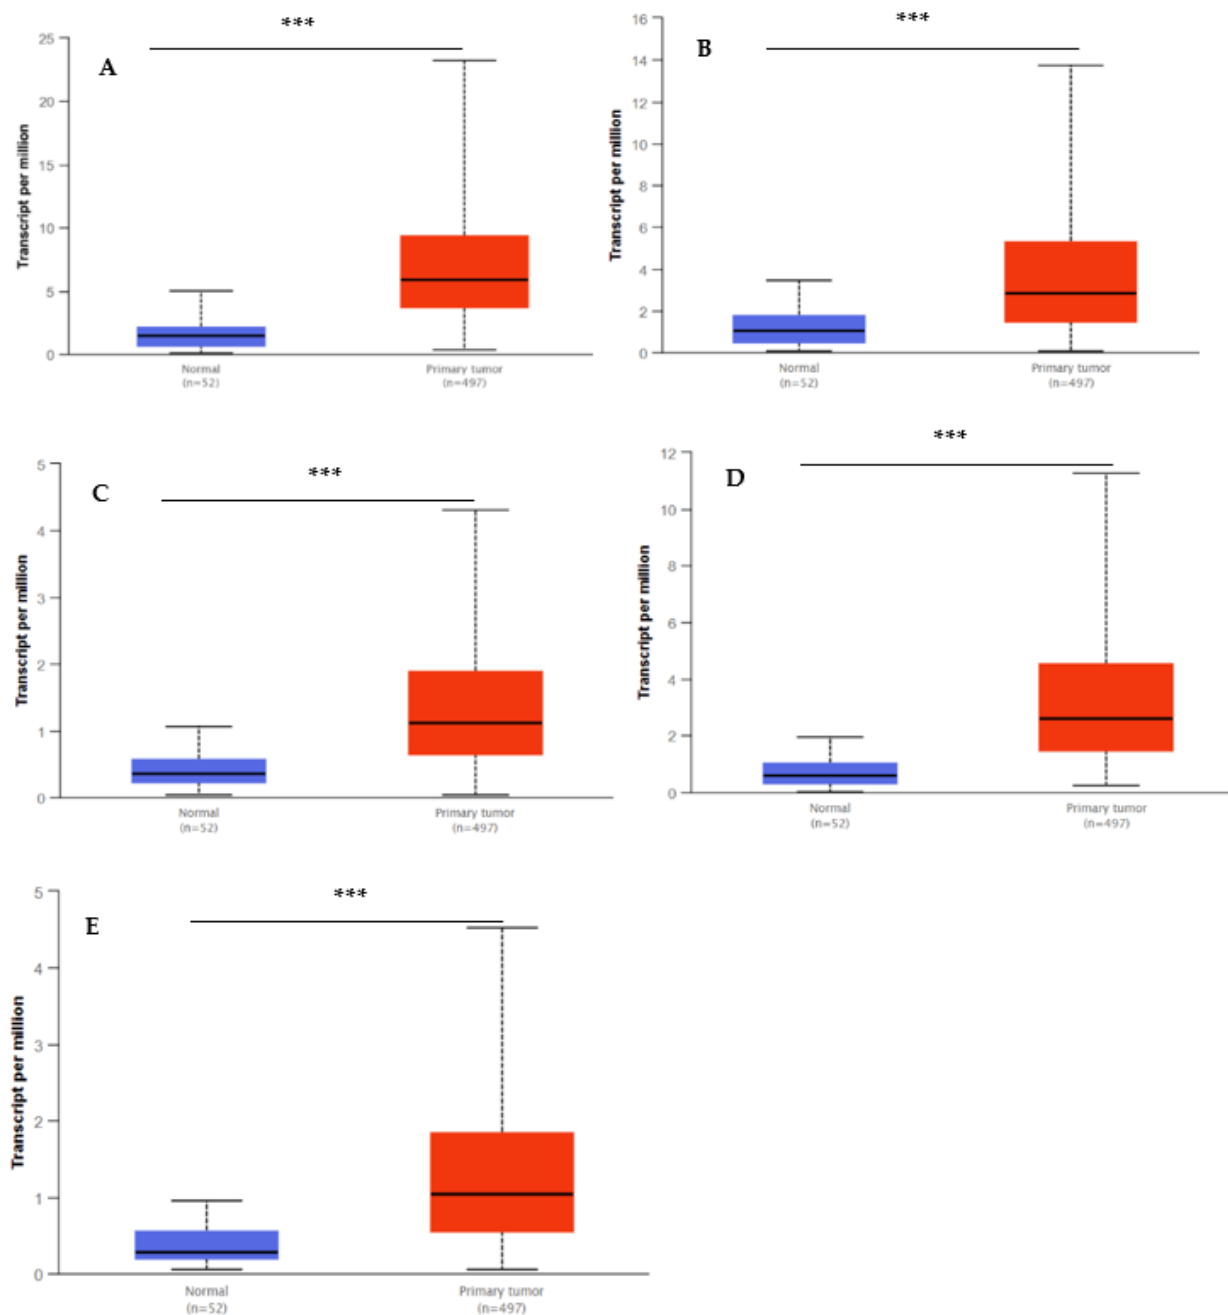 ***
A
25
20
15
10
5
0
Transcript per million
Normal
(n=52)
Primary tumor
(n=497)
***
B
16
14
12
10
8
6
4
2
0
Transcript per million
Normal
(n=52)
Primary tumor
(n=497)
***
C
5
4
3
2
1
0
Transcript per million
Normal
(n=52)
Primary tumor
(n=497)
***
D
12
10
8
6
4
2
0
Transcript per million
Normal
(n=52)
Primary tumor
(n=497)
***
E
5
4
3
2
1
0
Transcript per million
Normal
(n=52)
Primary tumor
(n=497)